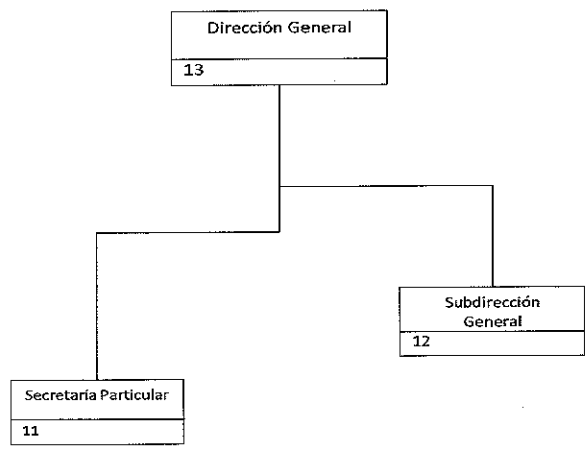 Dirección General
13
Subdirección
General
12
Secretaría Particular
11